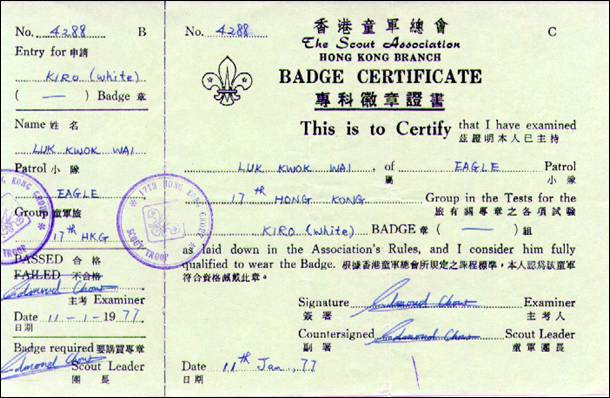 No. 4288 B
Entry for 申請
KIRO (white)
( — ) Badge 章
Name 姓名
LUK KWOK WAI
Patrol 小隊
EAGLE
Group 童軍旅
17th HKG
PASSED 合格
FAILED 不合格
Edmond Chow
主考 Examiner
Date 11-1-1977
日期
Badge required 要購買專章
Edmond Chow
Scout Leader
團長
No. 4288 香港童軍總會 C
The Scout Association
HONG KONG BRANCH
BADGE CERTIFICATE
專科徽章證書
This is to Certify that I have examined
茲證明本人已主持
LUK KWOK WAI, of EAGLE Patrol
屬 小隊
17th HONG KONG Group in the Tests for the
旅有關專章之各項試驗
KIRO (white) BADGE 章 ( — ) 組
as laid down in the Association's Rules, and I consider him fully
qualified to wear the Badge. 根據香港童軍總會所規定之課程標準，本人認為該童軍
符合資格佩戴此章。
Signature Edmond Chow Examiner
簽署 主考人
Countersigned Edmond Chow Scout Leader
副署 童軍團長
Date 11th Jan, 77
日期
17TH HONG KONG GROUP
SCOUT TROOP
KONG GROUP
TROOP